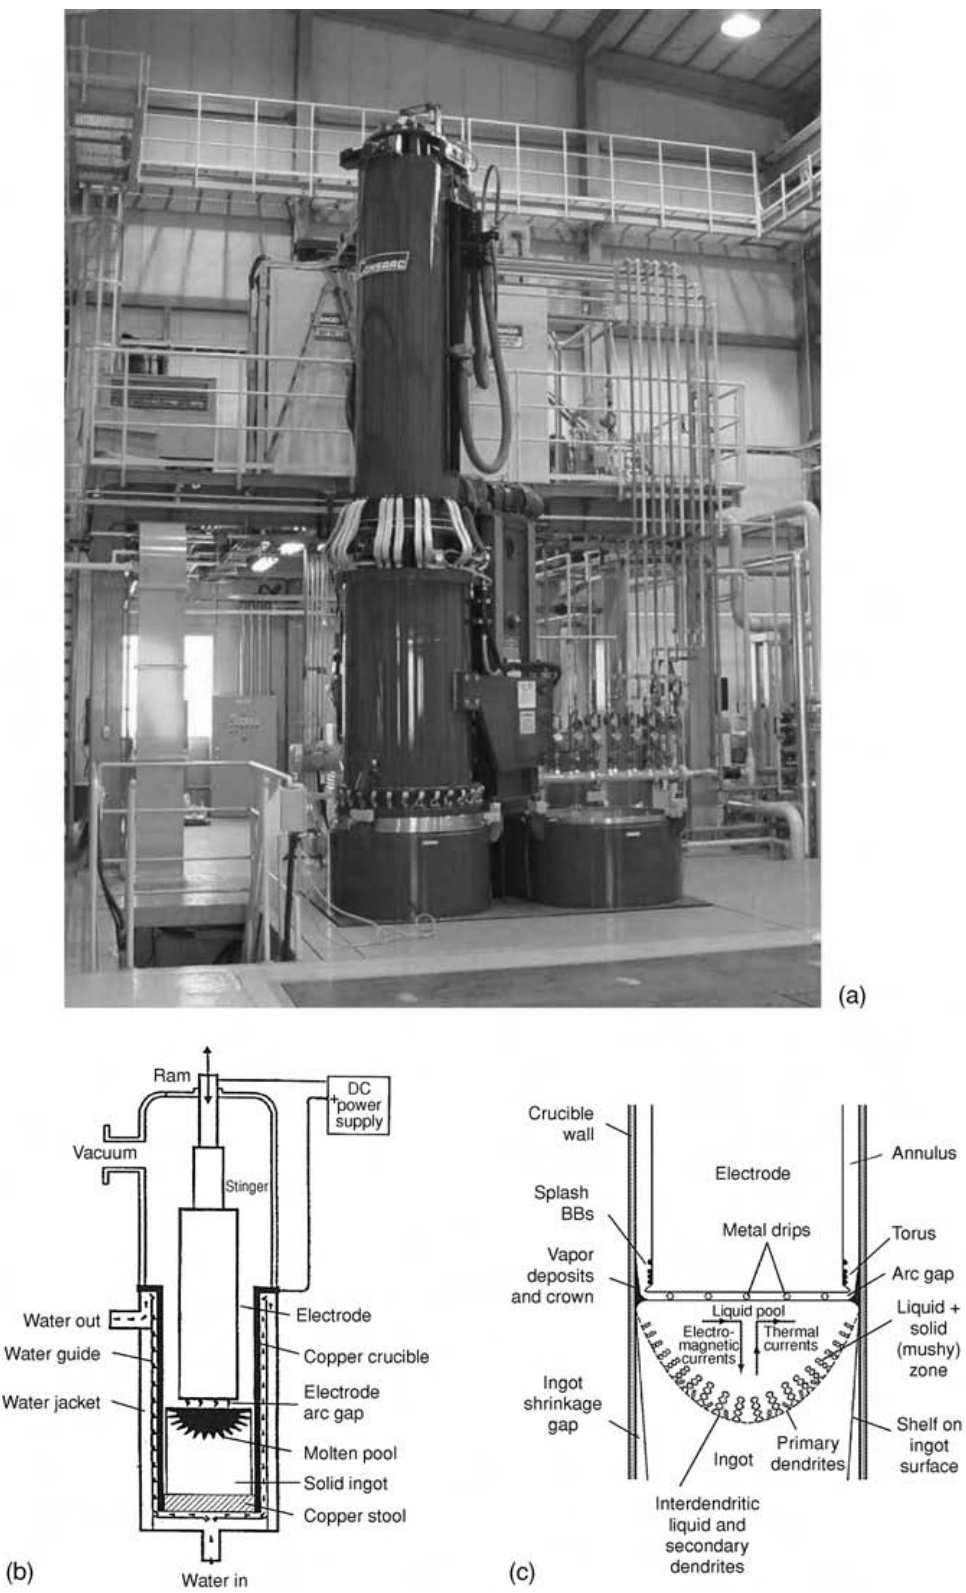 CONSARC
DANGER
(a)
Ram
DC
+
power
supply
Vacuum
Stinger
Water out
Electrode
Water guide
Copper crucible
Electrode
arc gap
Water jacket
Molten pool
Solid ingot
Copper stool
Water in
(b)
Crucible
wall
Annulus
Electrode
Splash
BBs
Metal drips
Torus
Vapor
deposits
and crown
Arc gap
Liquid pool
Liquid +
solid
(mushy)
zone
Electro-
magnetic
currents
Thermal
currents
Ingot
shrinkage
gap
Shelf on
ingot
surface
Ingot
Primary
dendrites
Interdendritic
liquid and
secondary
dendrites
(c)